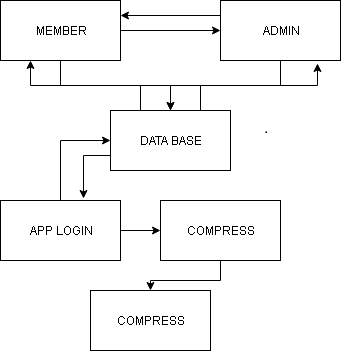 MEMBER
ADMIN
DATA BASE
APP LOGIN
COMPRESS
COMPRESS